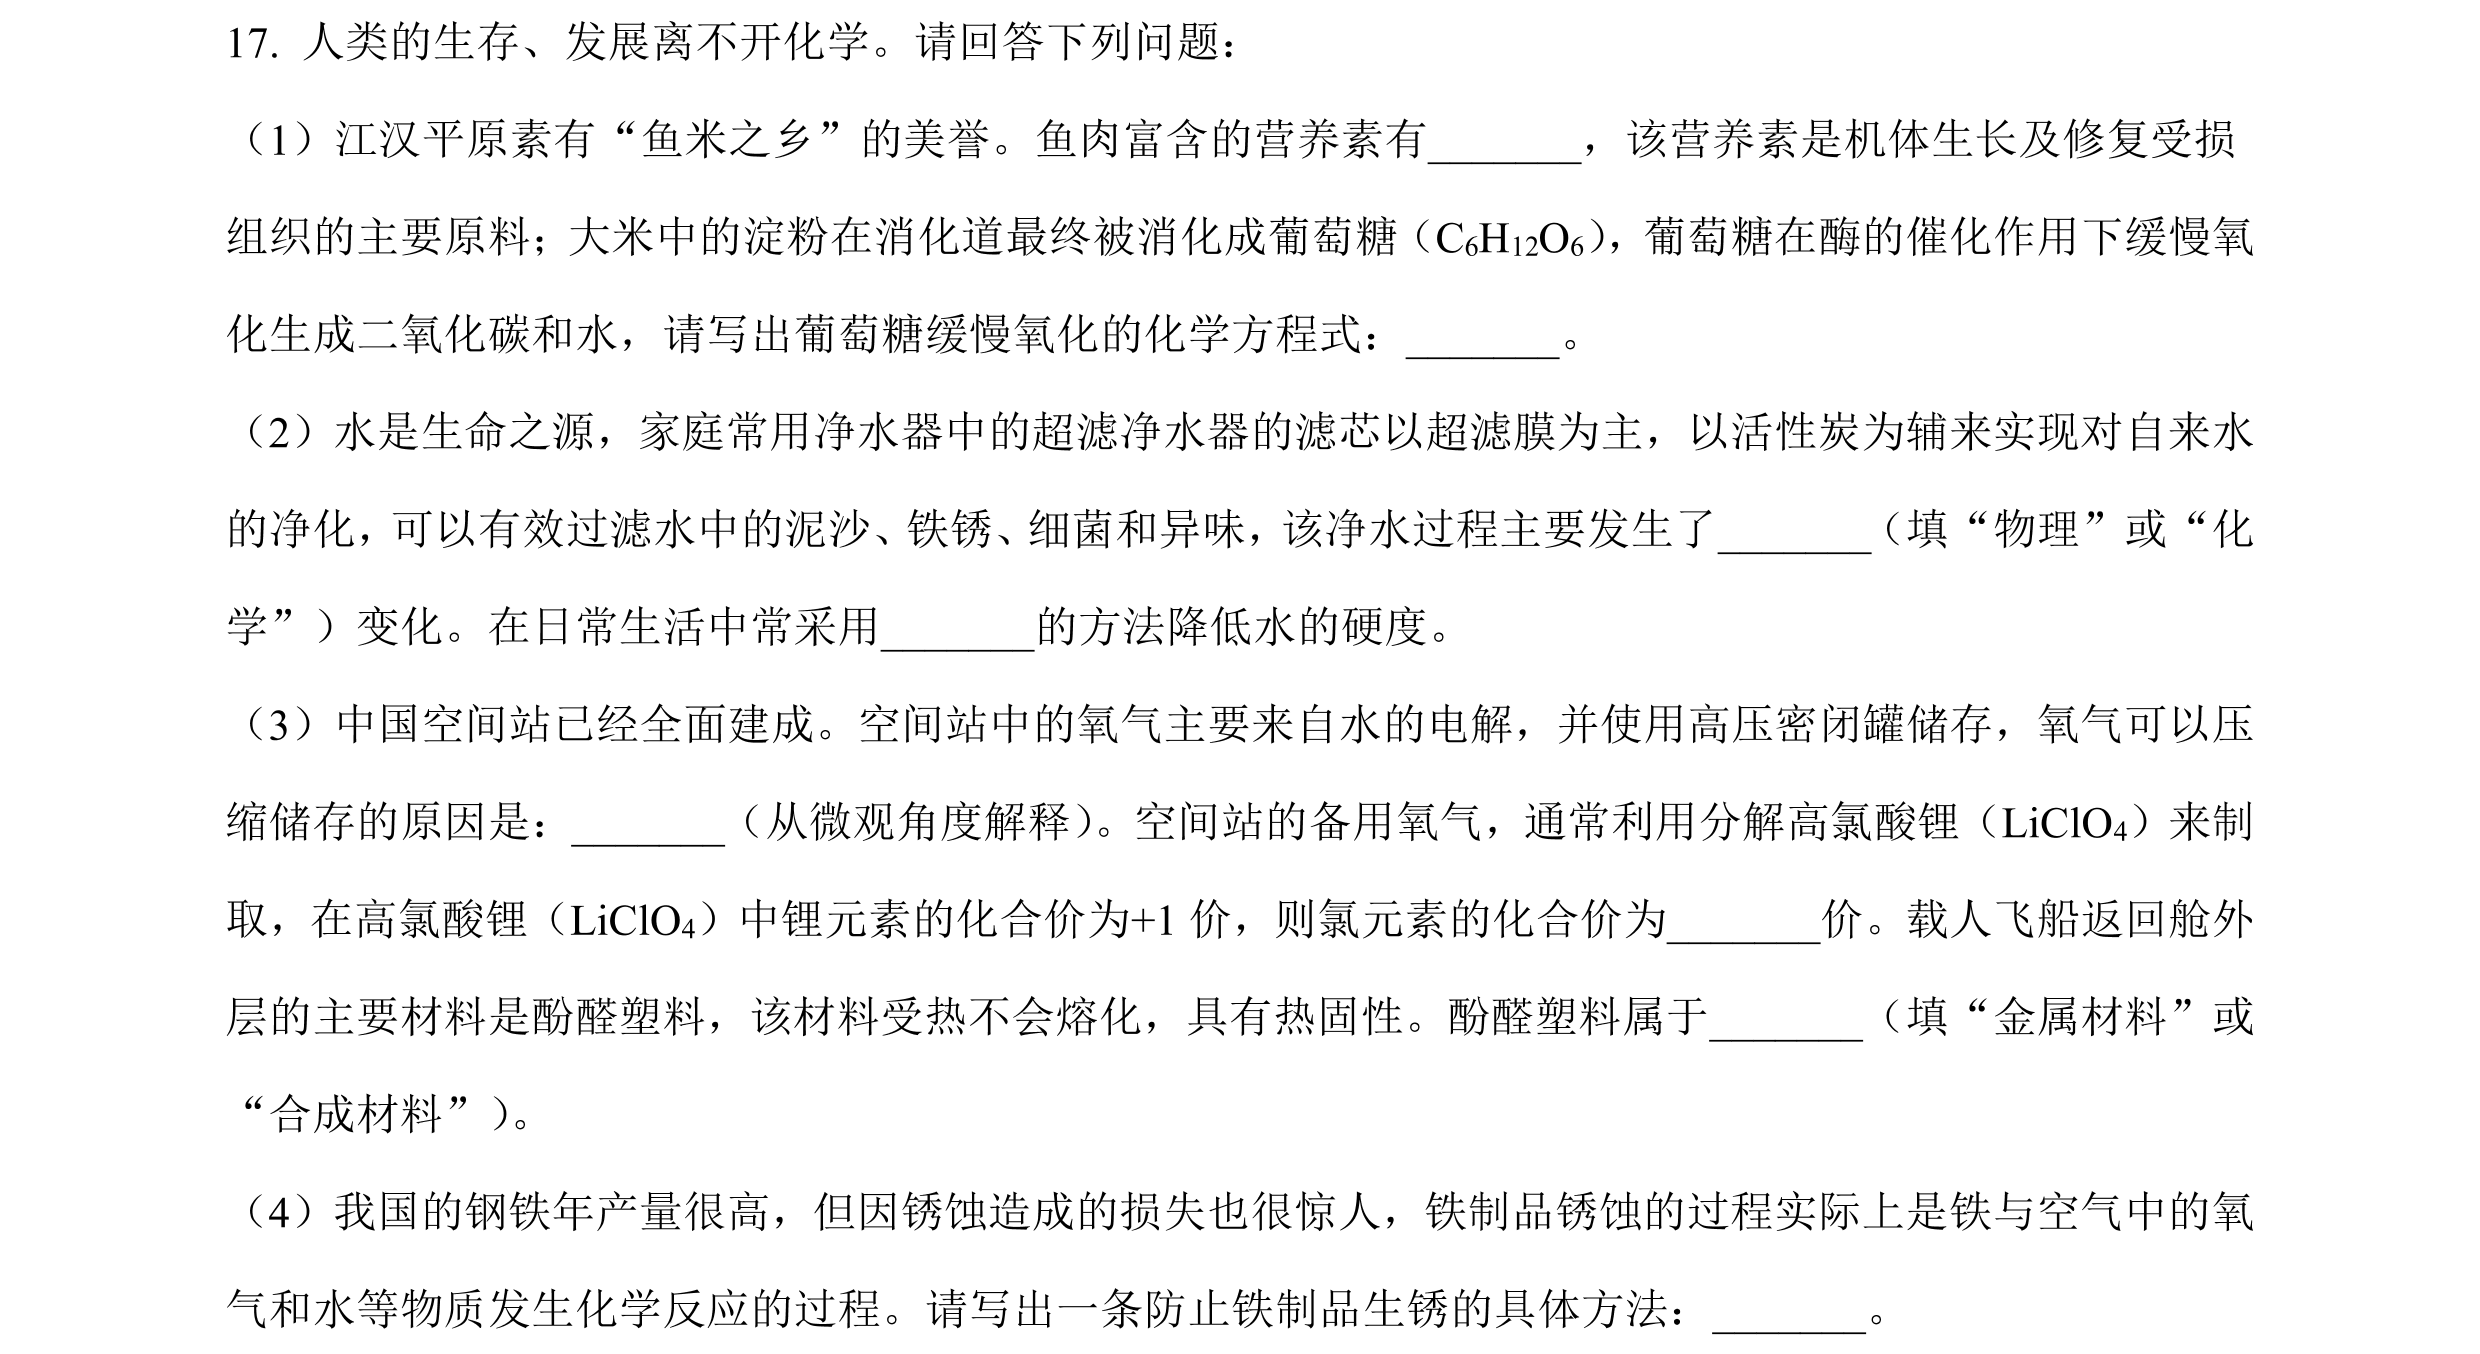 17. 人类的生存、发展离不开化学。请回答下列问题：
（1）江汉平原素有“鱼米之乡”的美誉。鱼肉富含的营养素有_______，该营养素是机体生长及修复受损
组织的主要原料；大米中的淀粉在消化道最终被消化成葡萄糖（C₆H₁₂O₆），葡萄糖在酶的催化作用下缓慢氧
化生成二氧化碳和水，请写出葡萄糖缓慢氧化的化学方程式：_______。
（2）水是生命之源，家庭常用净水器中的超滤净水器的滤芯以超滤膜为主，以活性炭为辅来实现对自来水
的净化，可以有效过滤水中的泥沙、铁锈、细菌和异味，该净水过程主要发生了_______（填“物理”或“化
学”）变化。在日常生活中常采用_______的方法降低水的硬度。
（3）中国空间站已经全面建成。空间站中的氧气主要来自水的电解，并使用高压密闭罐储存，氧气可以压
缩储存的原因是：_______（从微观角度解释）。空间站的备用氧气，通常利用分解高氯酸锂（LiClO₄）来制
取，在高氯酸锂（LiClO₄）中锂元素的化合价为+1 价，则氯元素的化合价为_______价。载人飞船返回舱外
层的主要材料是酚醛塑料，该材料受热不会熔化，具有热固性。酚醛塑料属于_______（填“金属材料”或
“合成材料”）。
（4）我国的钢铁年产量很高，但因锈蚀造成的损失也很惊人，铁制品锈蚀的过程实际上是铁与空气中的氧
气和水等物质发生化学反应的过程。请写出一条防止铁制品生锈的具体方法：_______。